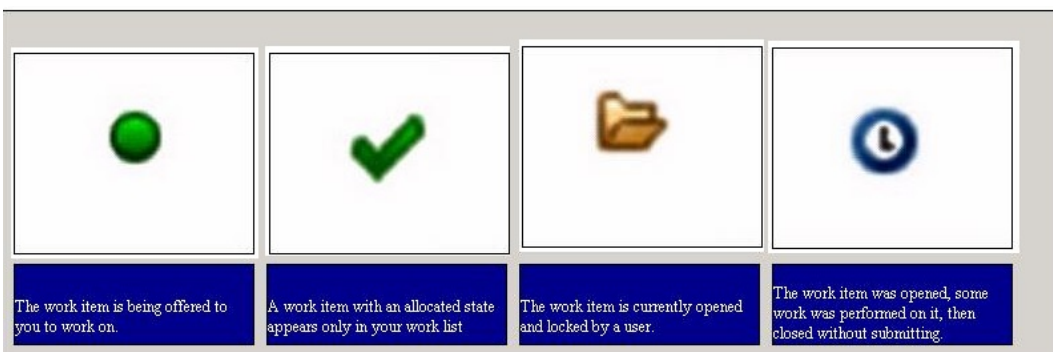 The work item is being offered to
you to work on.
A work item with an allocated state
appears only in your work list
The work item is currently opened
and locked by a user.
The work item was opened, some
work was performed on it, then
closed without submitting.